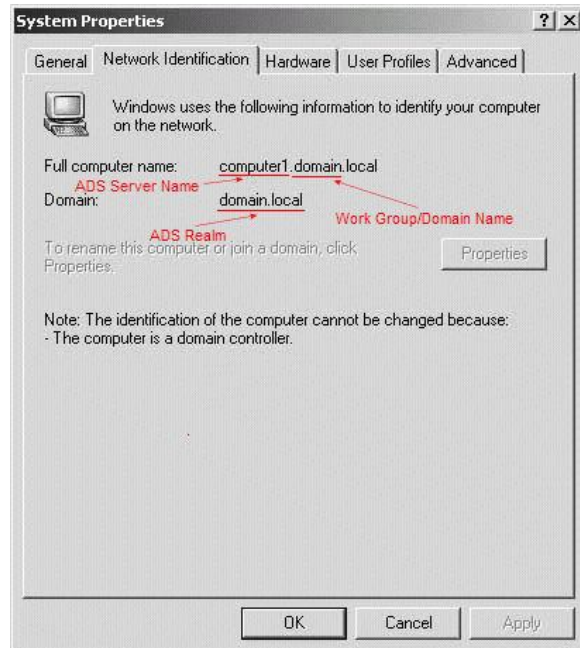 System Properties
? ×
General Network Identification Hardware User Profiles Advanced
Windows uses the following information to identify your computer
on the network.
Full computer name: computer1.domain.local
ADS Server Name
Domain: domain.local
Work Group/Domain Name
ADS Realm
To rename this computer or join a domain, click
Properties.
Properties
Note: The identification of the computer cannot be changed because:
- The computer is a domain controller.
OK Cancel Apply